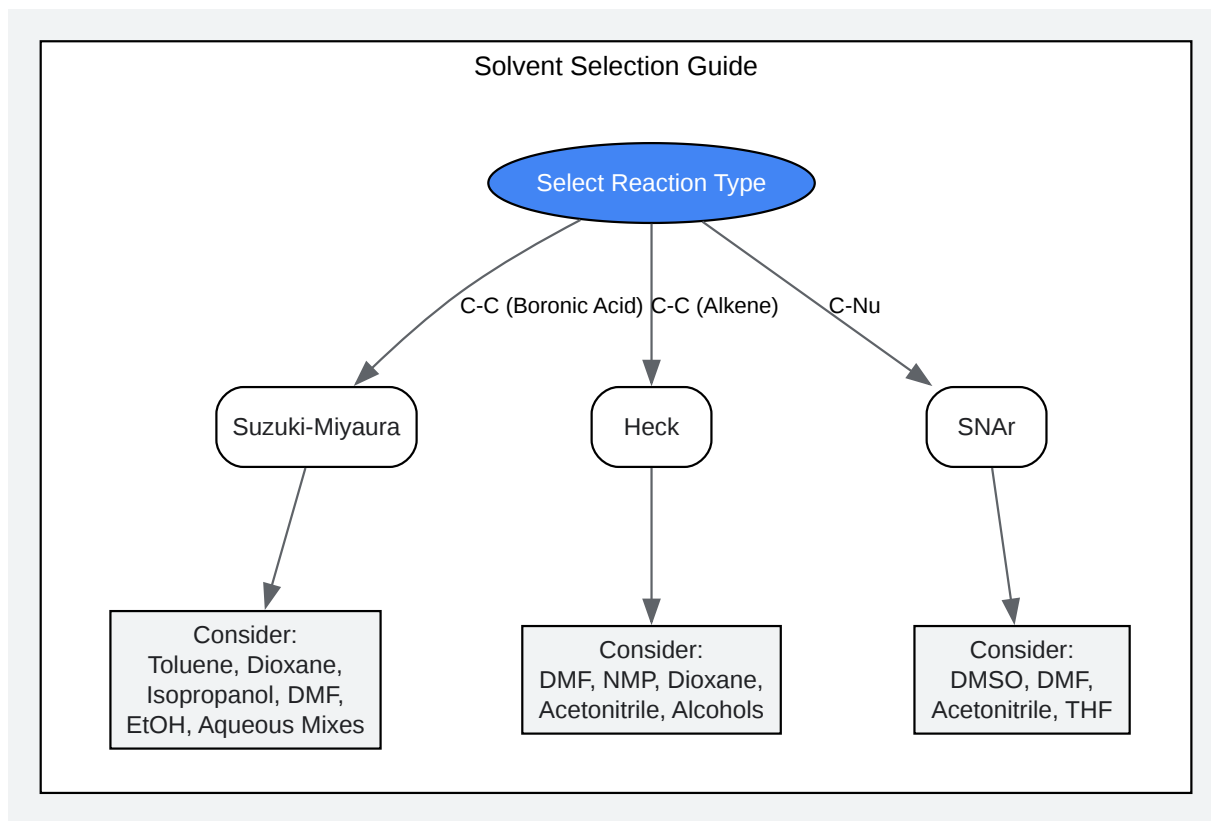 Solvent Selection Guide
Select Reaction Type
C-C (Boronic Acid)
C-C (Alkene)
C-Nu
Suzuki-Miyaura
Heck
SNAr
Consider:
Toluene, Dioxane,
Isopropanol, DMF,
EtOH, Aqueous Mixes
Consider:
DMF, NMP, Dioxane,
Acetonitrile, Alcohols
Consider:
DMSO, DMF,
Acetonitrile, THF